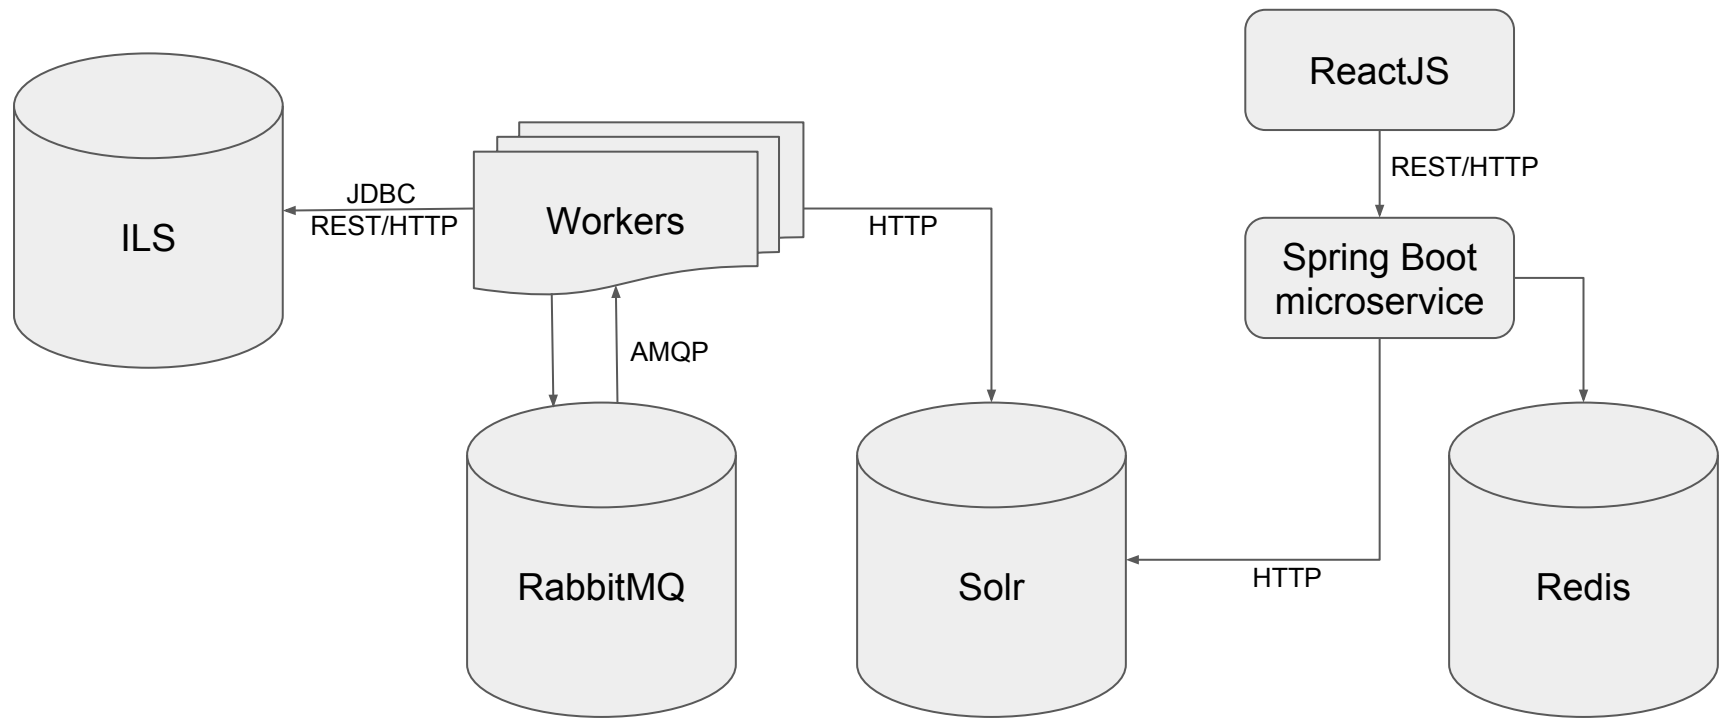 ReactJS
REST/HTTP
JDBC
REST/HTTP
ILS
Workers
HTTP
Spring Boot
microservice
AMQP
RabbitMQ
Solr
HTTP
Redis